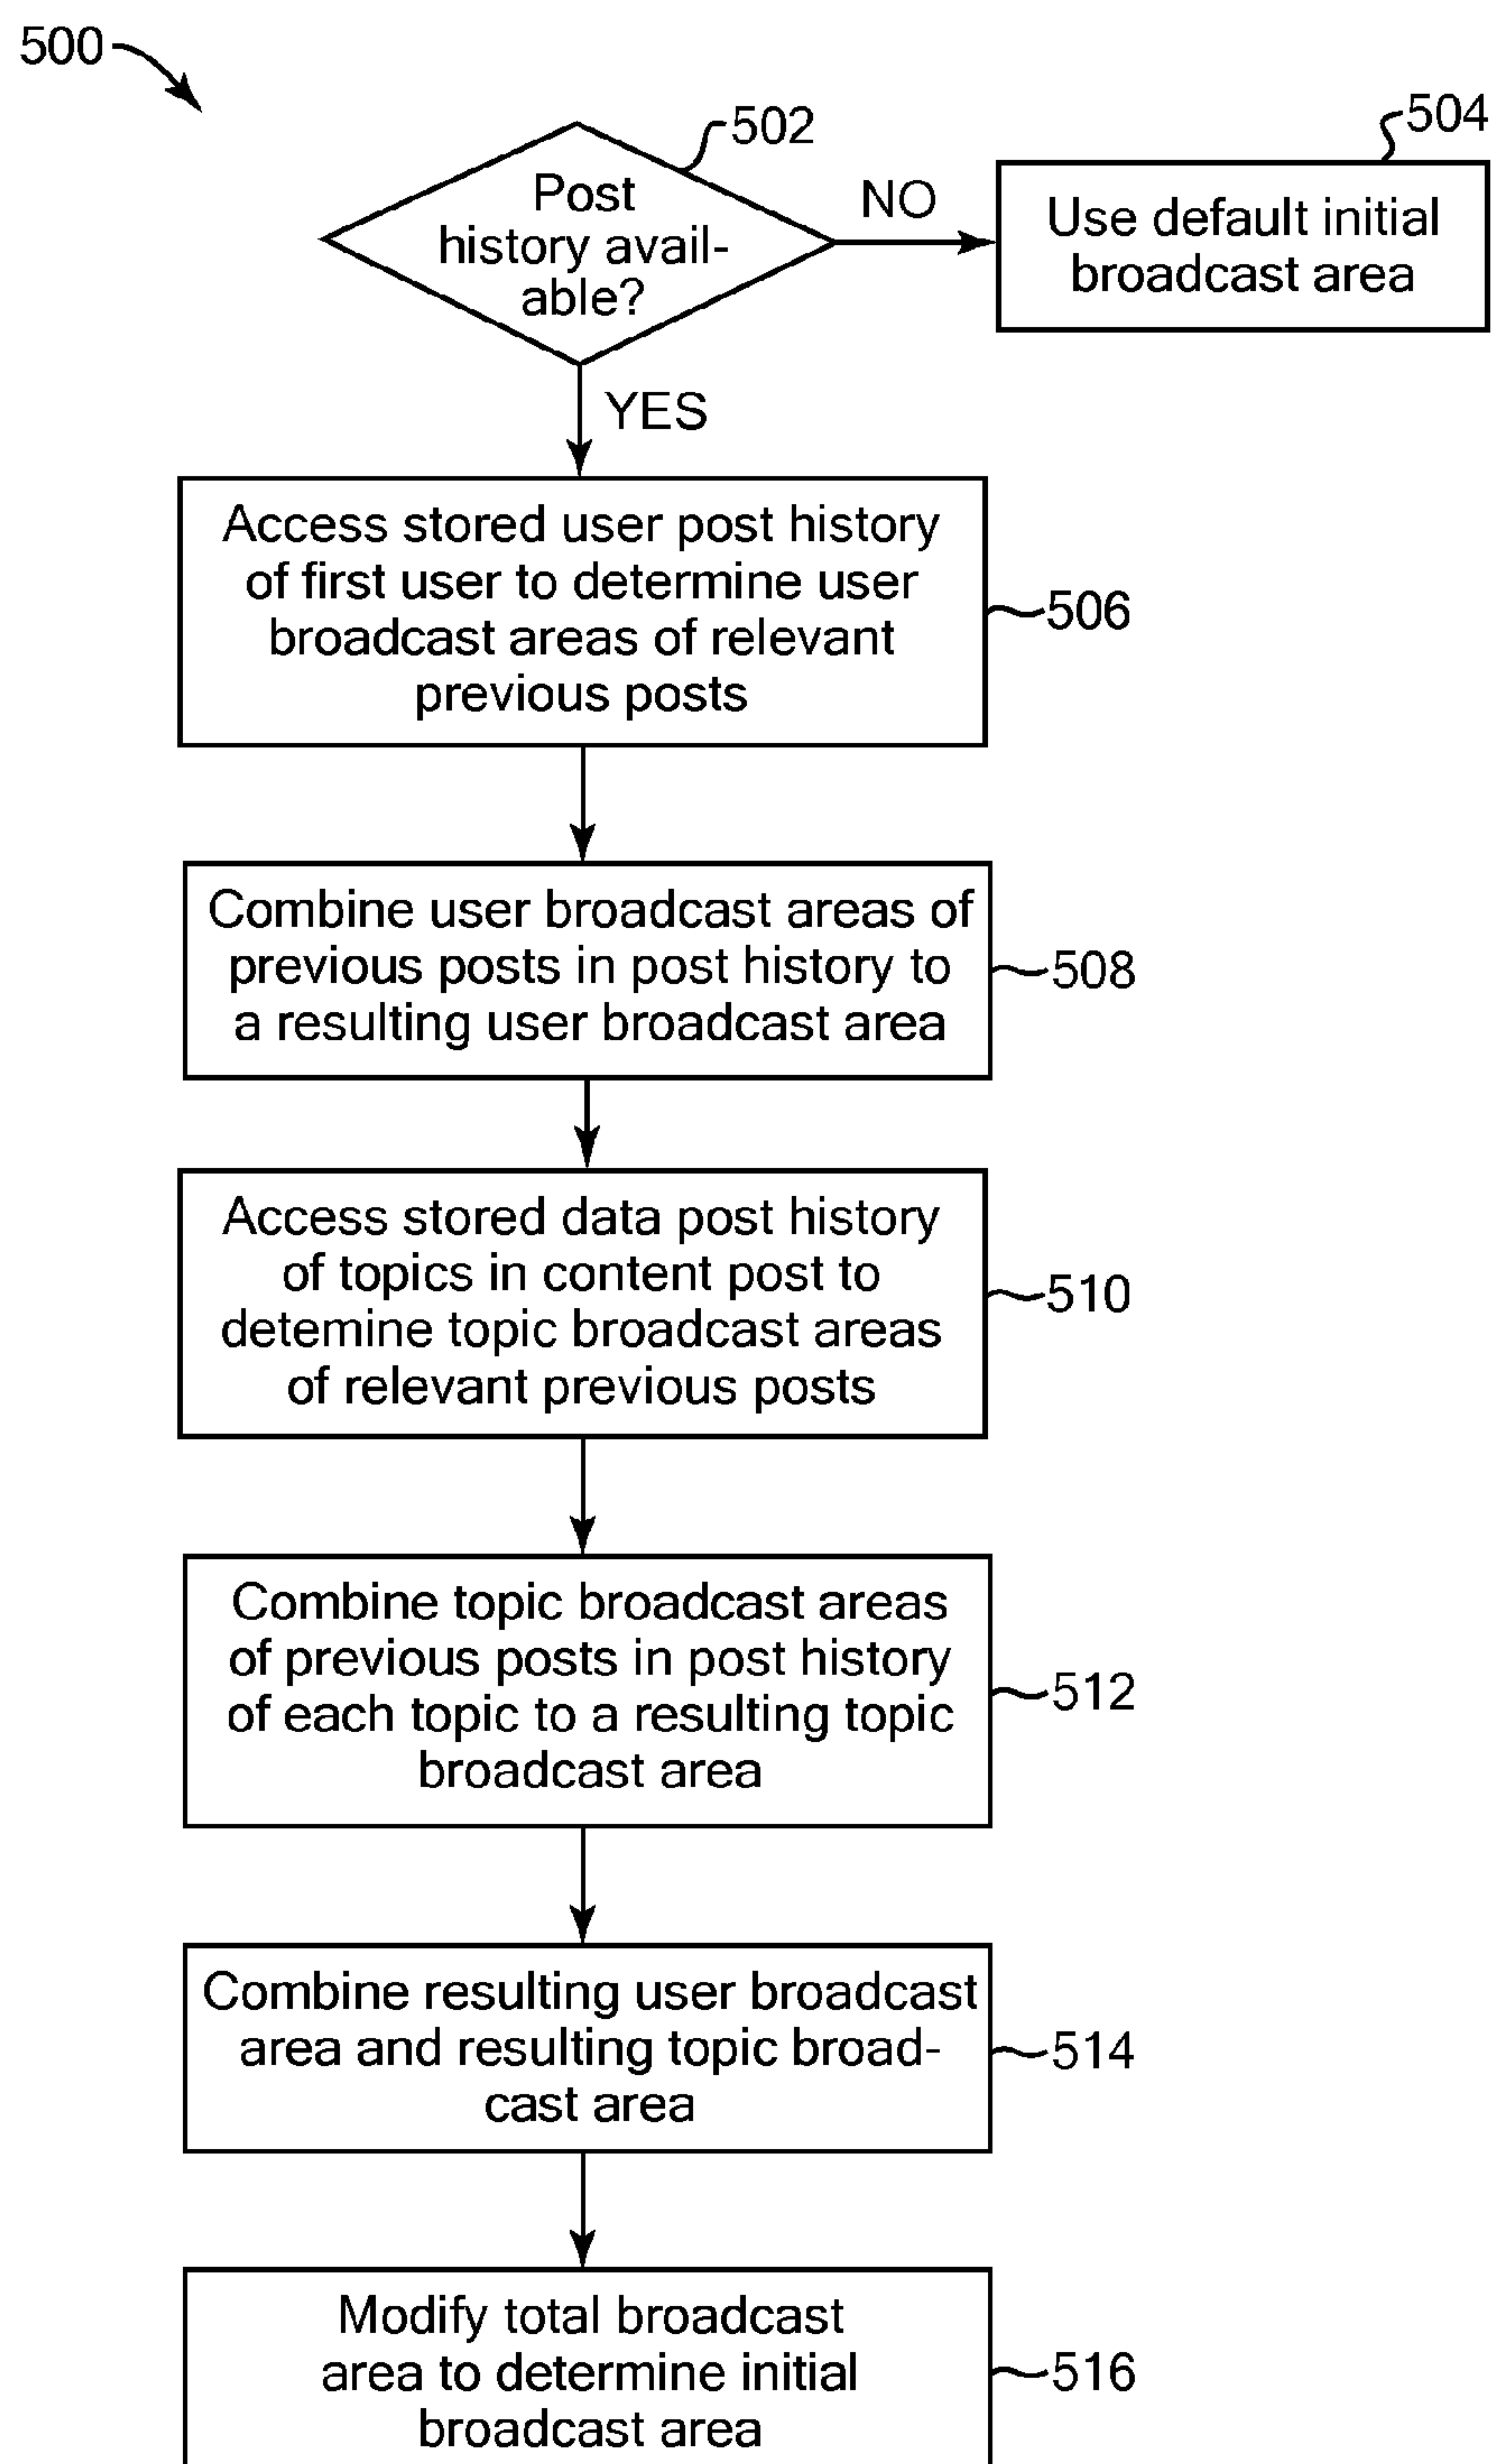 500
502
Post
history avail-
able?
NO
504
Use default initial
broadcast area
YES
Access stored user post history
of first user to determine user
broadcast areas of relevant
previous posts
506
Combine user broadcast areas of
previous posts in post history to
a resulting user broadcast area
508
Access stored data post history
of topics in content post to
detemine topic broadcast areas
of relevant previous posts
510
Combine topic broadcast areas
of previous posts in post history
of each topic to a resulting topic
broadcast area
512
Combine resulting user broadcast
area and resulting topic broad-
cast area
514
Modify total broadcast
area to determine initial
broadcast area
516